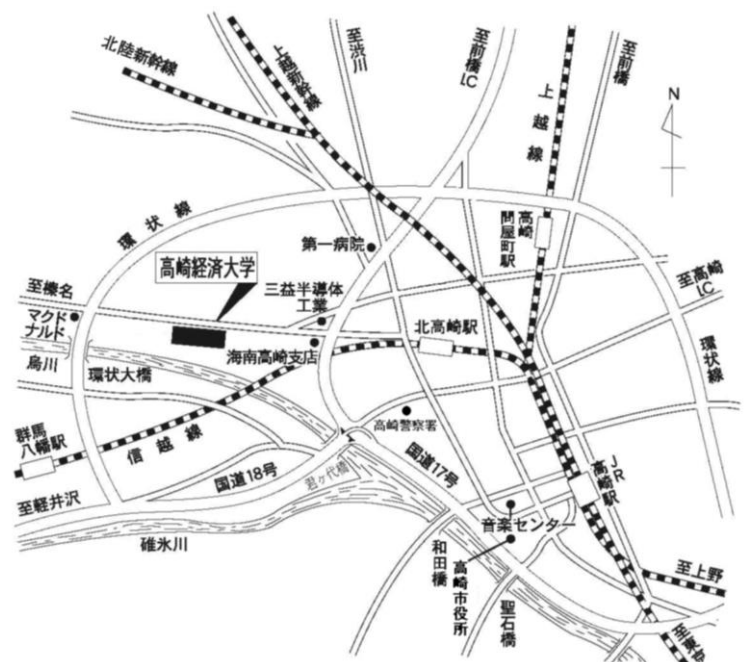 北陸新幹線
上越新幹線
至渋川
至前橋
I.C
上越線
至前橋
N
環状線
第一病院
高崎
問屋町駅
高崎経済大学
至榛名
マクド
ナルド
三益半導体
工業
至高崎
I.C
北高崎駅
海南高崎支店
烏川
環状大橋
環状線
高崎警察署
群馬
八幡駅
信越線
国道18号
君ヶ代橋
国道17号
JR
高崎駅
至軽井沢
碓氷川
音楽センター
和田橋
高崎市役所
聖石橋
至上野
至東京